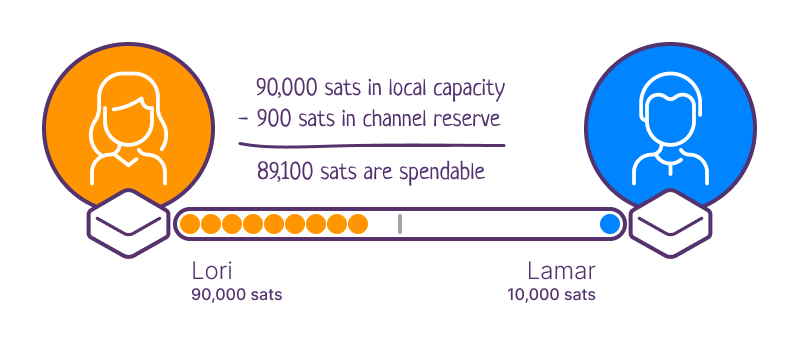 90,000 sats in local capacity
- 900 sats in channel reserve
89,100 sats are spendable
Lori
90,000 sats
Lamar
10,000 sats